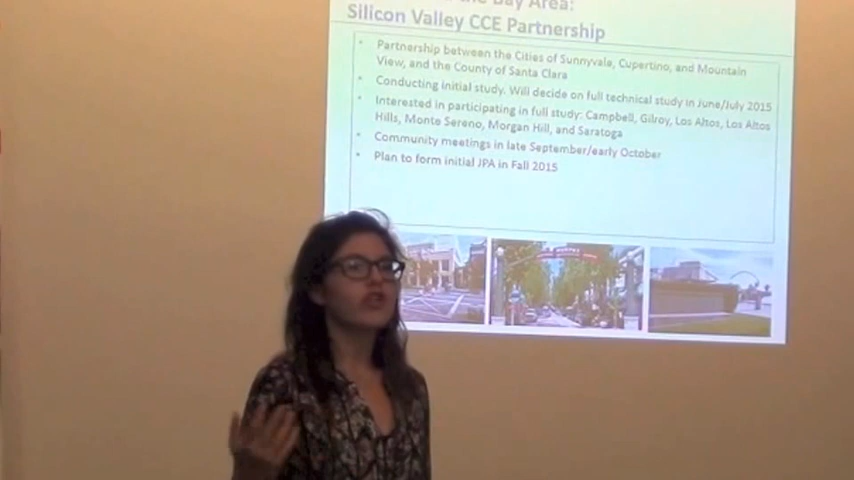 the Bay Area:
Silicon Valley CCE Partnership
• Partnership between the Cities of Sunnyvale, Cupertino, and Mountain
View, and the County of Santa Clara
• Conducting initial study. Will decide on full technical study in June/July 2015
• Interested in participating in full study: Campbell, Gilroy, Los Altos, Los Altos
Hills, Monte Sereno, Morgan Hill, and Saratoga
• Community meetings in late September/early October
• Plan to form initial JPA in Fall 2015